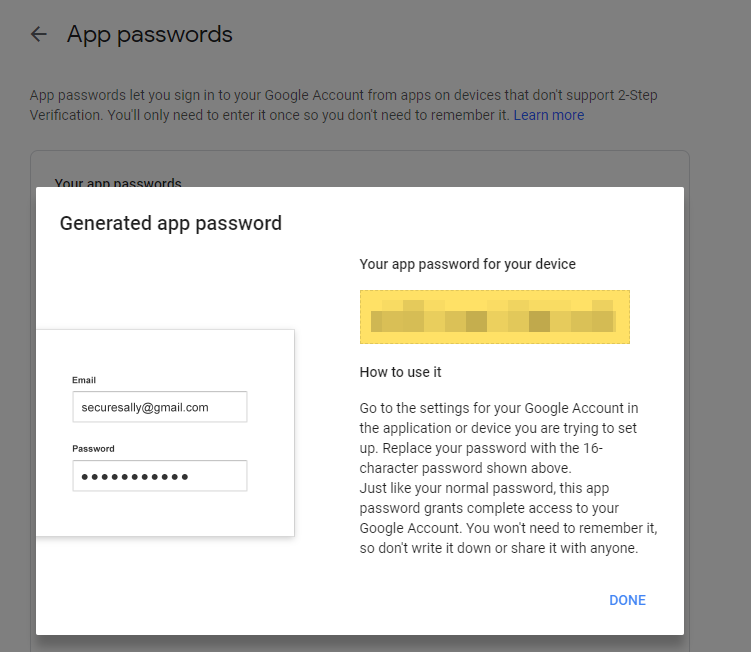 App passwords
App passwords let you sign in to your Google Account from apps on devices that don't support 2-Step
Verification. You'll only need to enter it once so you don't need to remember it. Learn more
Your app passwords
Generated app password
Your app password for your device
How to use it
Go to the settings for your Google Account in
the application or device you are trying to set
up. Replace your password with the 16-
character password shown above.
Just like your normal password, this app
password grants complete access to your
Google Account. You won't need to remember it,
so don't write it down or share it with anyone.
Email
securesally@gmail.com
Password
●●●●●●●●●●●
DONE